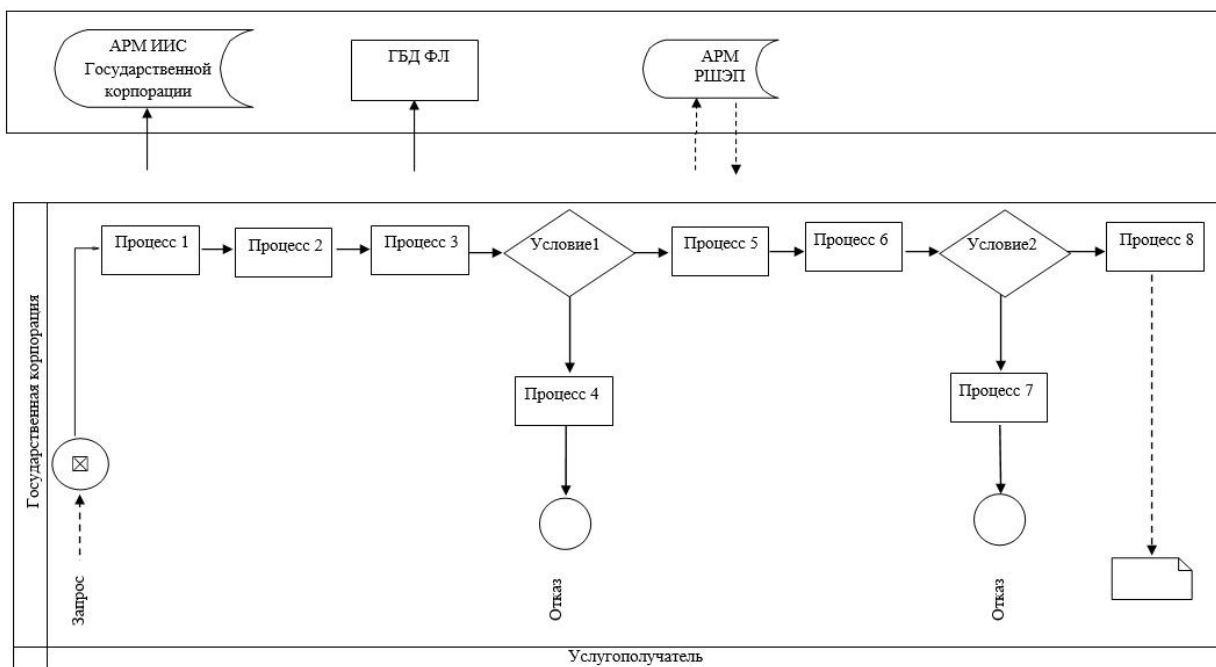 АРМ ИИС
Государственной
корпорации
ГБД ФЛ
АРМ
РШЭП
Государственная корпорация
Процесс 1
Процесс 2
Процесс 3
Условие1
Процесс 5
Процесс 6
Условие2
Процесс 8
Процесс 4
Процесс 7
Запрос
Отказ
Отказ
Услугополучатель